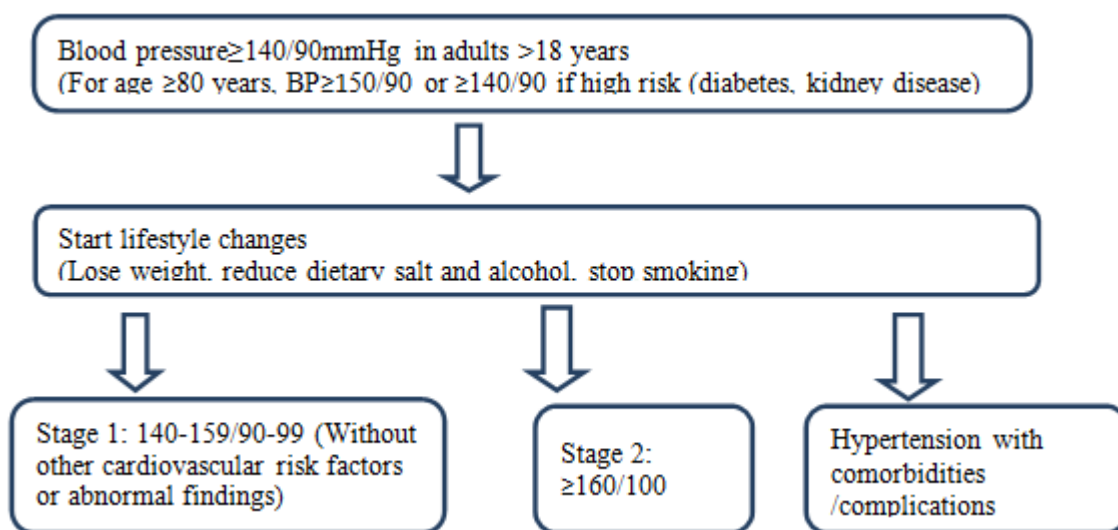 Blood pressure≥140/90mmHg in adults >18 years
(For age ≥80 years, BP≥150/90 or ≥140/90 if high risk (diabetes, kidney disease)
Start lifestyle changes
(Lose weight, reduce dietary salt and alcohol, stop smoking)
Stage 1: 140-159/90-99 (Without
other cardiovascular risk factors
or abnormal findings)
Stage 2:
≥160/100
Hypertension with
comorbidities
/complications